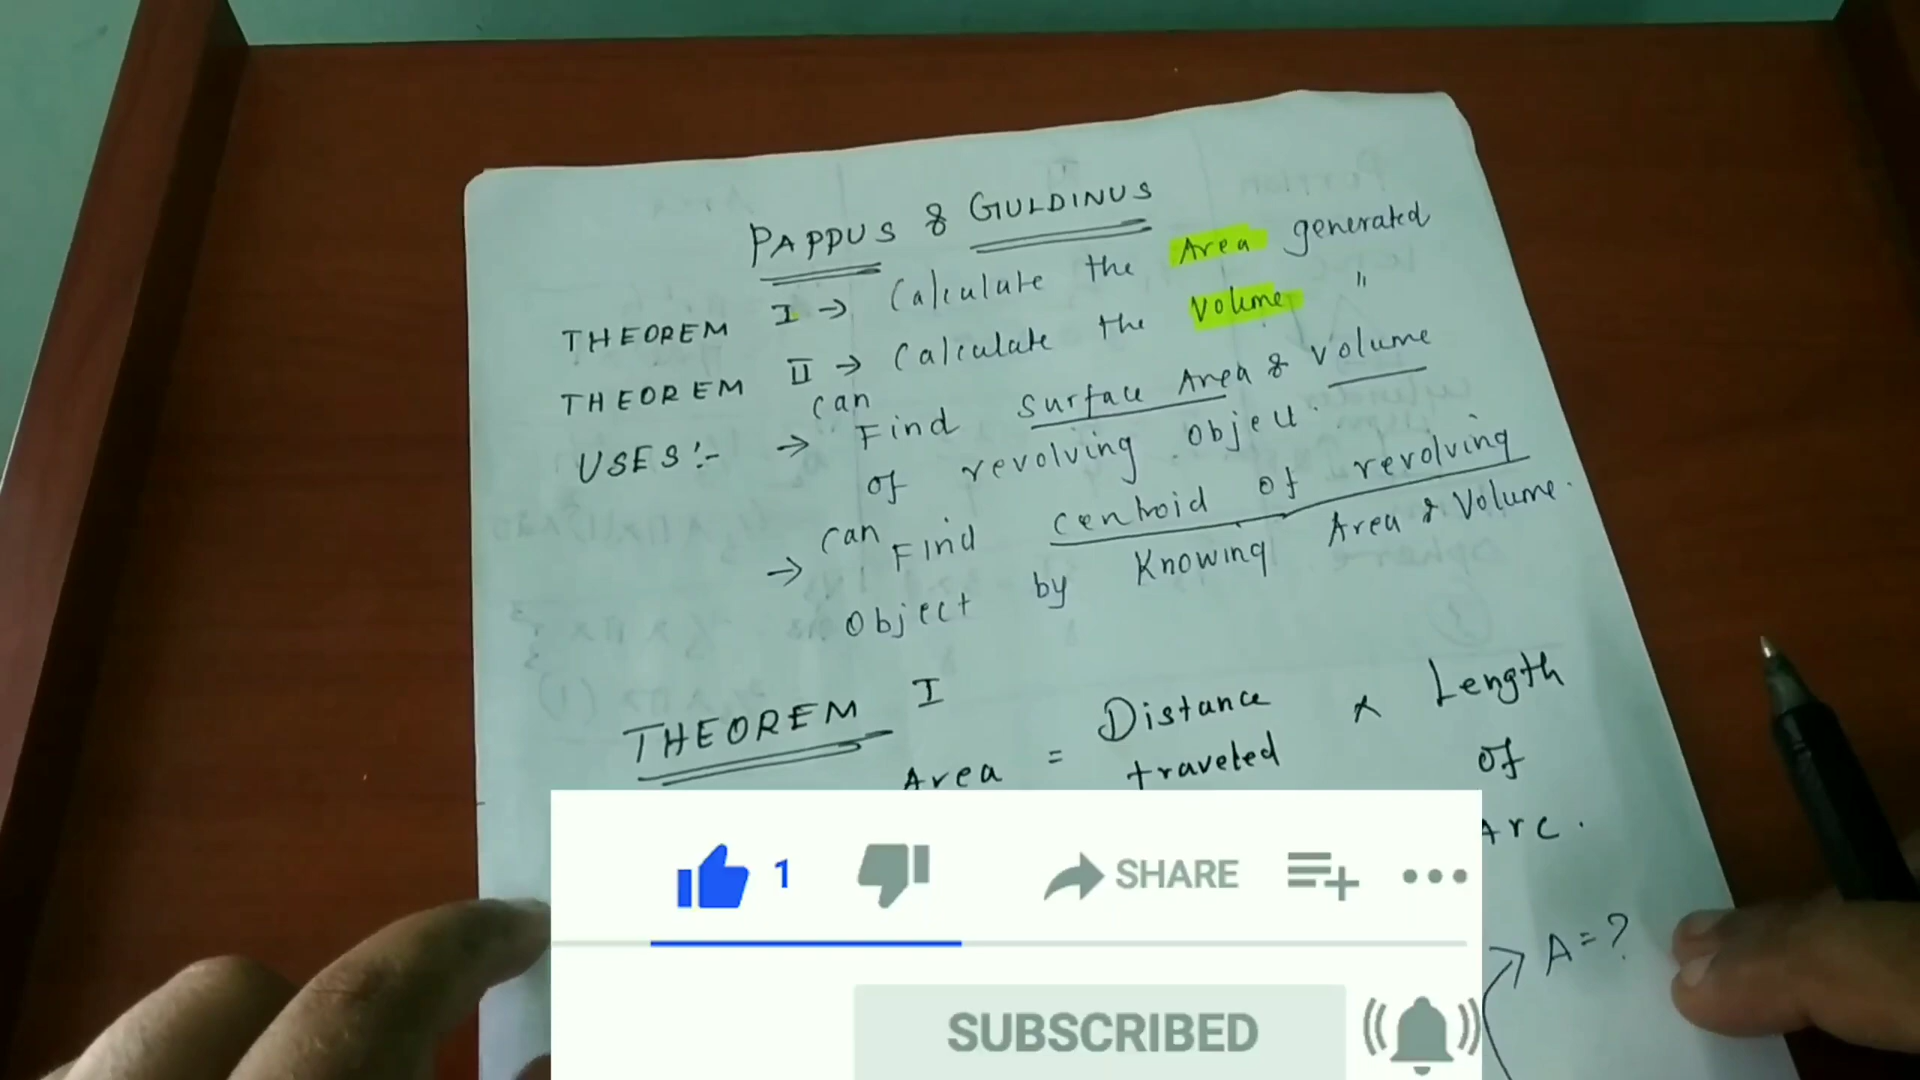 PAPPUS & GULDINUS
THEOREM I → Calculate the Area generated
THEOREM II → Calculate the Volume "
USES:- → can Find Surface Area & Volume
of revolving object.
→ can Find centroid of revolving
Object by Knowing Area & Volume.
THEOREM I
Area = Distance traveled × Length of Arc.
A = ?
1
SHARE
SUBSCRIBED